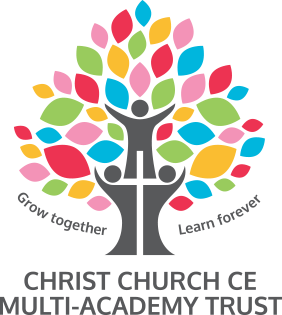 Grow together
Learn forever
CHRIST CHURCH CE
MULTI-ACADEMY TRUST